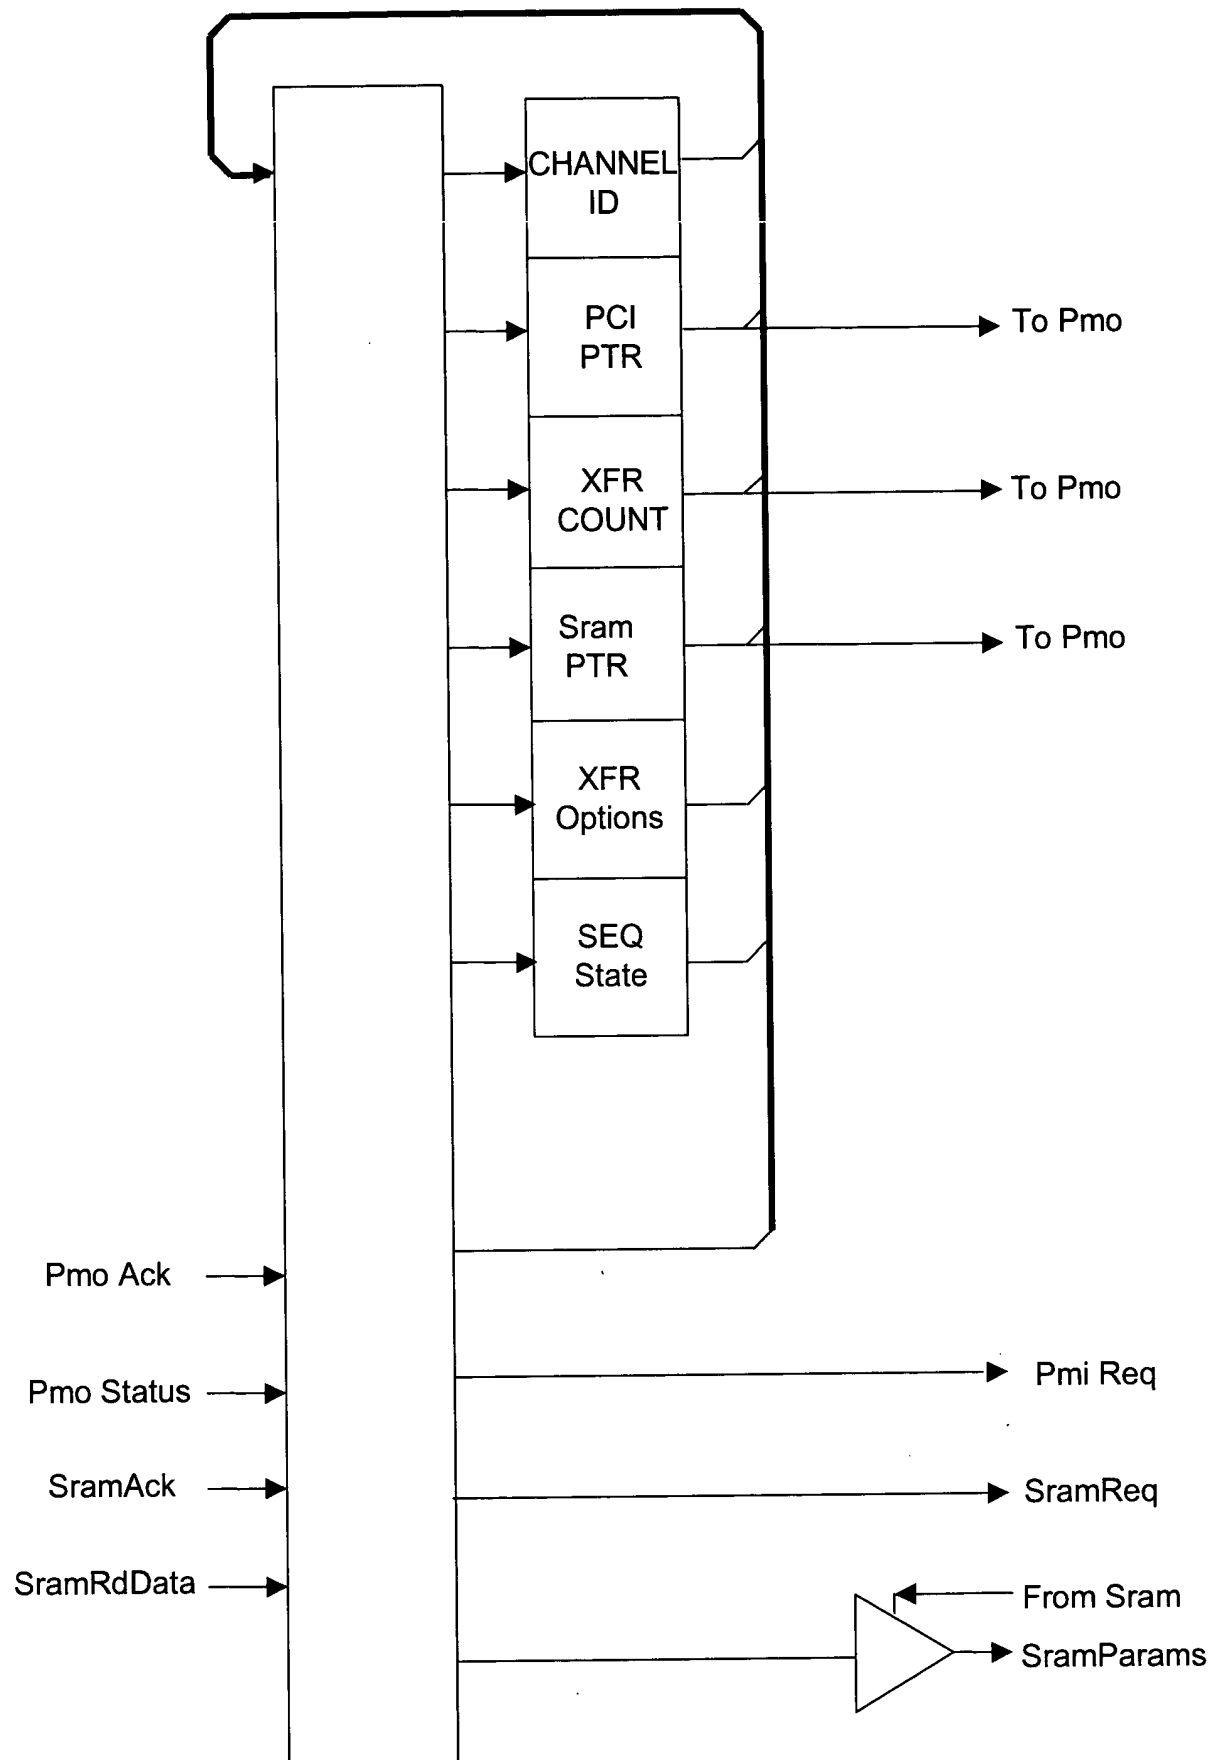 CHANNEL
ID
PCI
PTR
To Pmo
XFR
COUNT
To Pmo
Sram
PTR
To Pmo
XFR
Options
SEQ
State
Pmo Ack
Pmo Status
Pmi Req
SramAck
SramReq
SramRdData
From Sram
SramParams